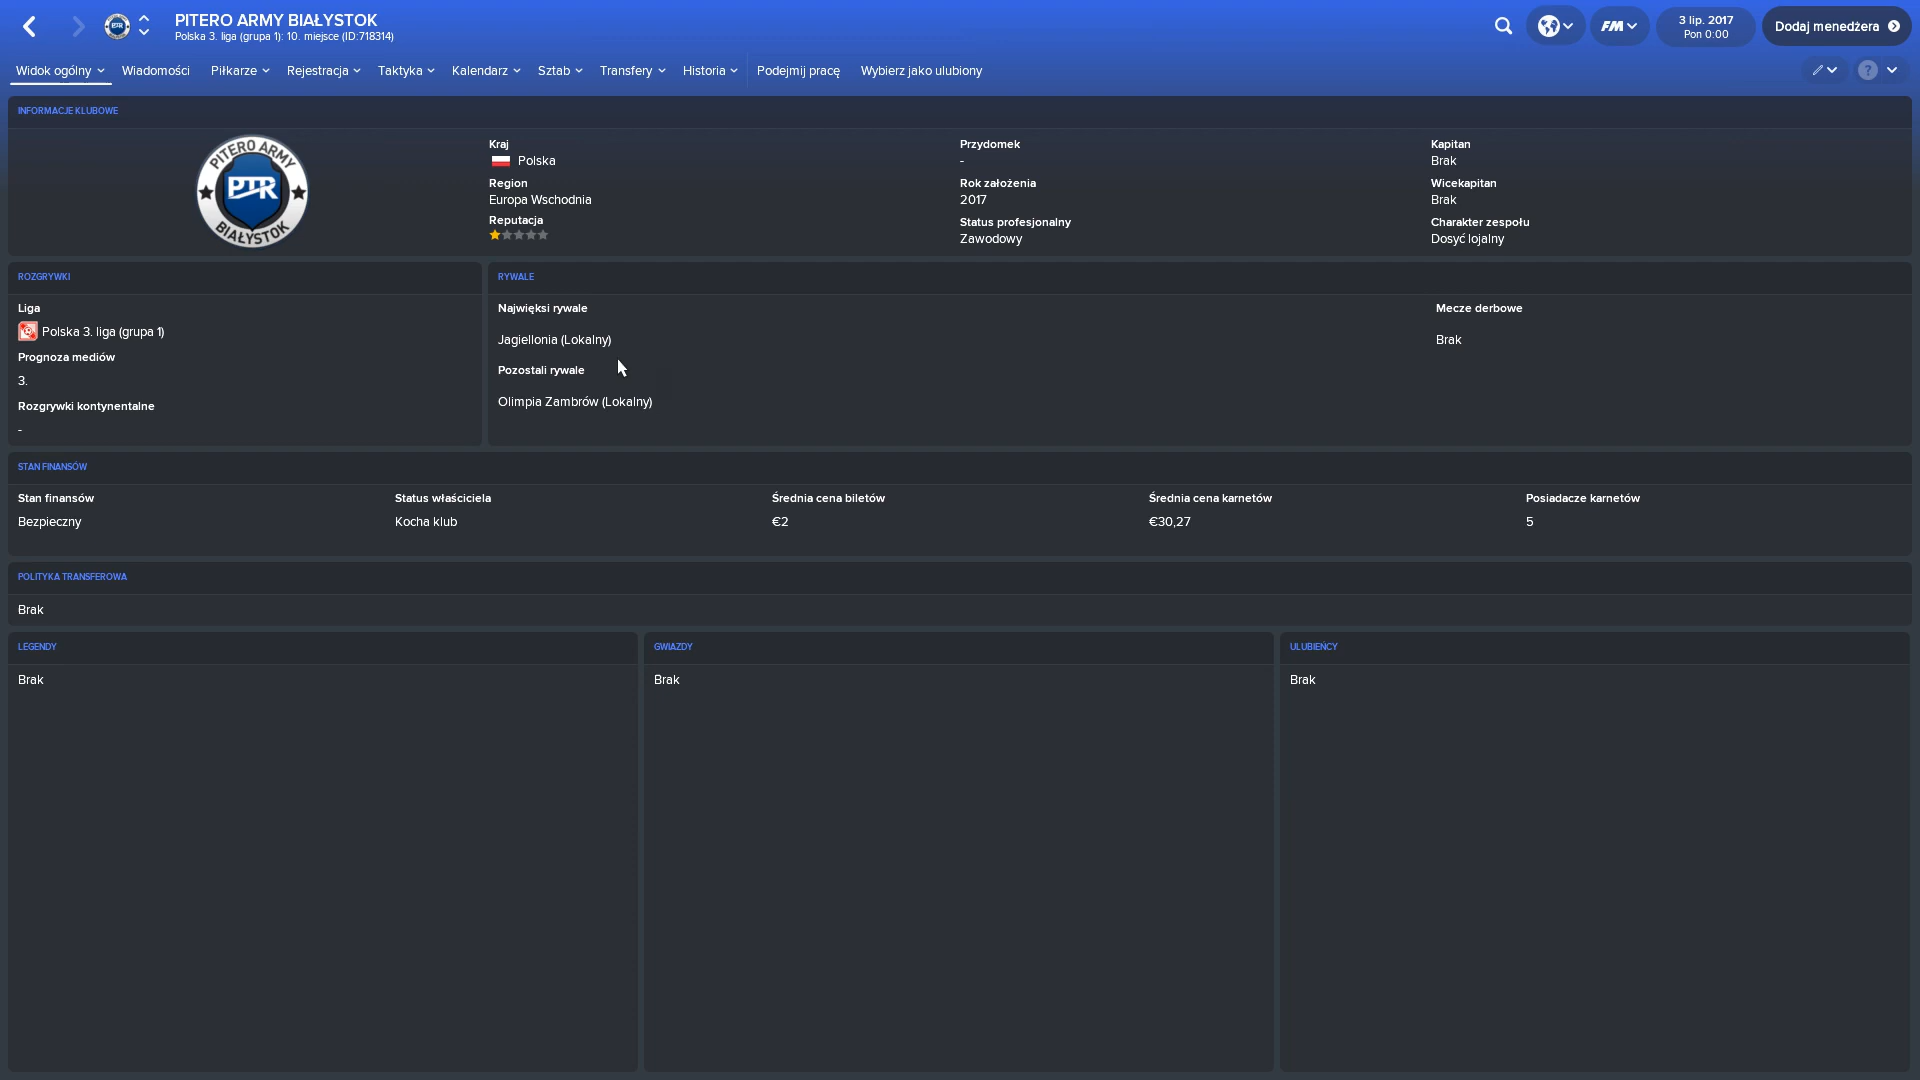 PITERO ARMY BIAŁYSTOK
Polska 3. liga (grupa 1): 10. miejsce (ID:718314)
FM
3 lip. 2017
Pon 0:00
Dodaj menedżera
Widok ogólny Wiadomości Piłkarze Rejestracja Taktyka Kalendarz Sztab Transfery Historia Podejmij pracę Wybierz jako ulubiony
?
INFORMACJE KLUBOWE
PITERO ARMY
PTR
BIAŁYSTOK
Kraj
Polska
Region
Europa Wschodnia
Reputacja
Przydomek
-
Rok założenia
2017
Status profesjonalny
Zawodowy
Kapitan
Brak
Wicekapitan
Brak
Charakter zespołu
Dosyć lojalny
ROZGRYWKI
Liga
Polska 3. liga (grupa 1)
Prognoza mediów
3.
Rozgrywki kontynentalne
-
RYWALE
Najwięksi rywale
Jagiellonia (Lokalny)
Pozostali rywale
Olimpia Zambrów (Lokalny)
Mecze derbowe
Brak
STAN FINANSÓW
Stan finansów
Bezpieczny
Status właściciela
Kocha klub
Średnia cena biletów
€2
Średnia cena karnetów
€30,27
Posiadacze karnetów
5
POLITYKA TRANSFEROWA
Brak
LEGENDY
Brak
GWIAZDY
Brak
ULUBIEŃCY
Brak